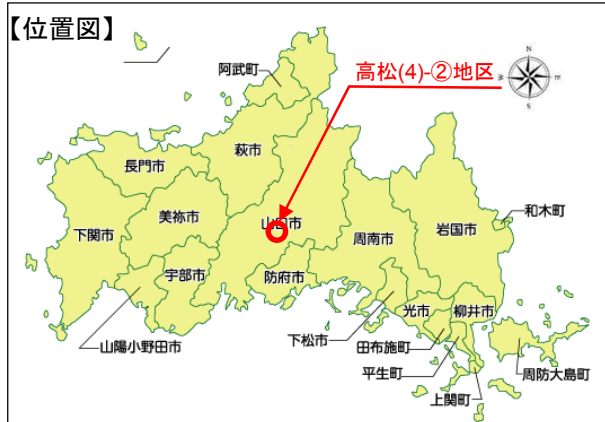 【位置図】
高松(4)-②地区
N
W
E
S
阿武町
萩市
長門市
山口市
和木町
美祢市
岩国市
下関市
周南市
宇部市
防府市
光市
柳井市
下松市
山陽小野田市
田布施町
平生町
周防大島町
上関町